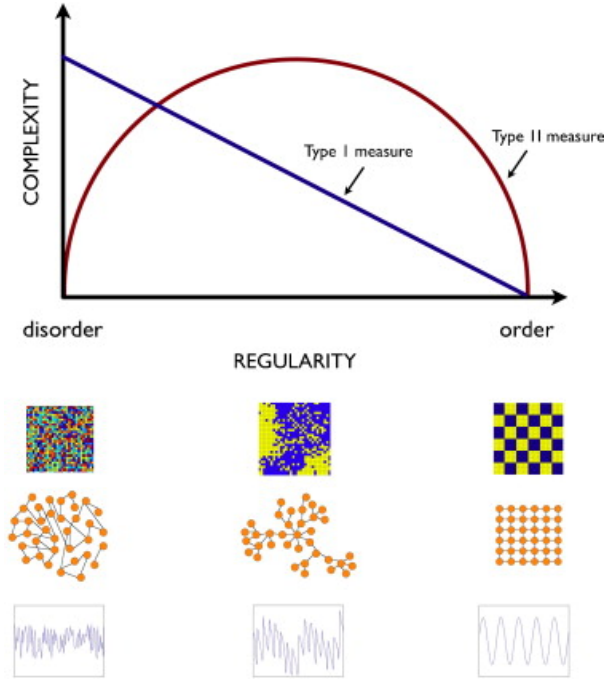 COMPLEXITY
Type I measure
Type II measure
disorder
order
REGULARITY